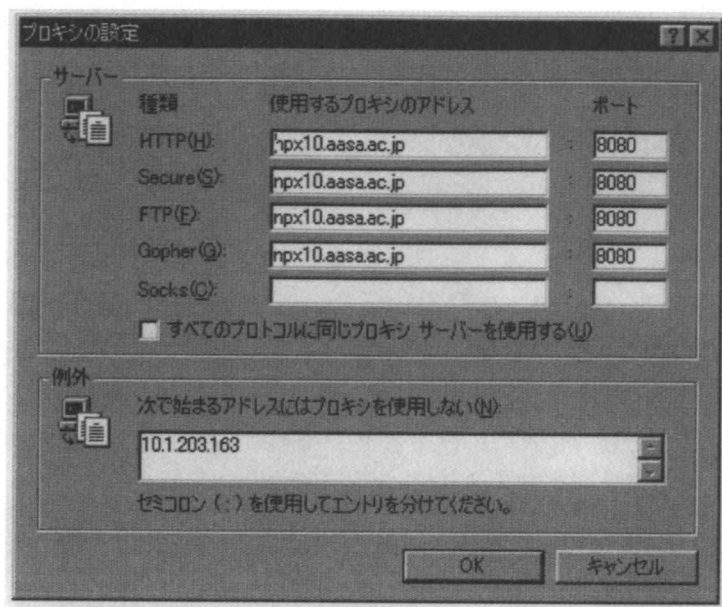 プロキシの設定
サーバー
種類 使用するプロキシのアドレス ポート
HTTP(H): npx10.aasa.ac.jp : 8080
Secure(S): npx10.aasa.ac.jp : 8080
FTP(F): npx10.aasa.ac.jp : 8080
Gopher(G): npx10.aasa.ac.jp : 8080
Socks(C): :
すべてのプロトコルに同じプロキシ サーバーを使用する(U)
例外
次で始まるアドレスにはプロキシを使用しない(N):
10.1.203.163
セミコロン (;) を使用してエントリを分けてください。
OK キャンセル